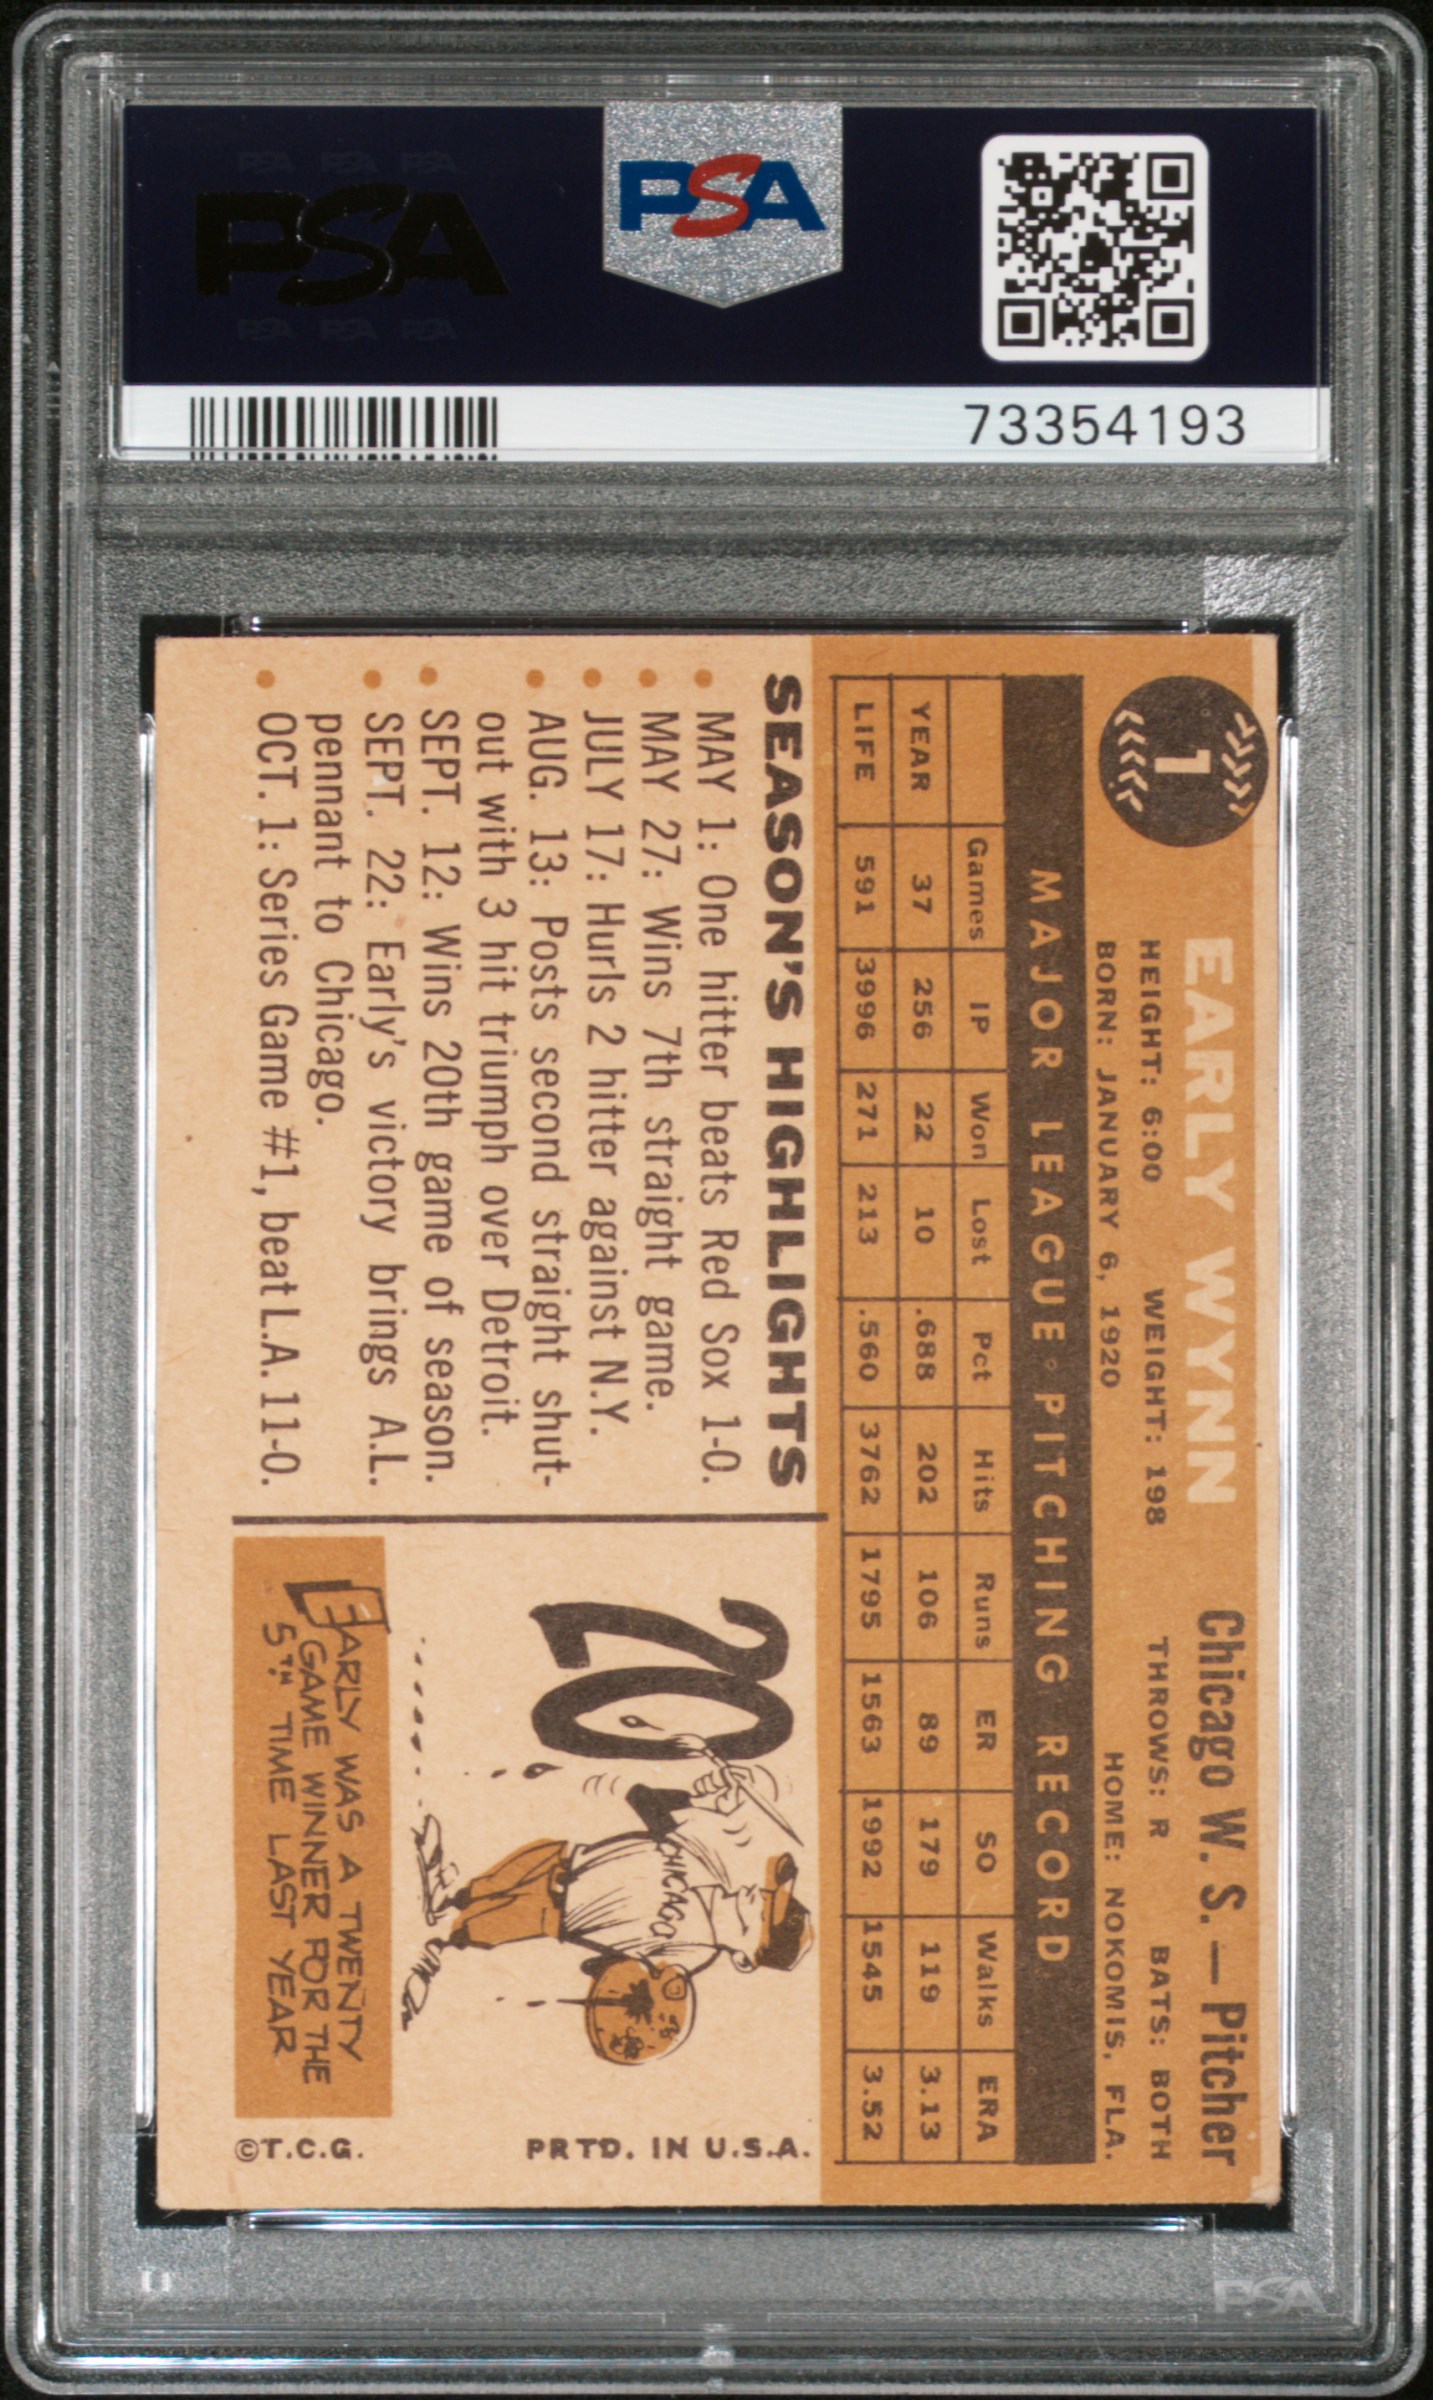 PSA PSA PSA
PSA
PSA PSA PSA
PSA
73354193
1
EARLY WYNN Chicago W. S. — Pitcher
HEIGHT: 6:00 WEIGHT: 198 THROWS: R BATS: BOTH
BORN: JANUARY 6, 1920 HOME: NOKOMIS, FLA.
MAJOR LEAGUE PITCHING RECORD
Games IP Won Lost Pct Hits Runs ER SO Walks ERA
YEAR 37 256 22 10 .688 202 106 89 179 119 3.13
LIFE 591 3996 271 213 .560 3762 1795 1563 1992 1545 3.52
SEASON'S HIGHLIGHTS
• MAY 1: One hitter beats Red Sox 1-0.
• MAY 27: Wins 7th straight game.
• JULY 17: Hurls 2 hitter against N.Y.
• AUG. 13: Posts second straight shut-
out with 3 hit triumph over Detroit.
• SEPT. 12: Wins 20th game of season.
• SEPT. 22: Early's victory brings A.L.
pennant to Chicago.
• OCT. 1: Series Game #1, beat L.A. 11-0.
20
CHICAGO
EARLY WAS A TWENTY
GAME WINNER FOR THE
5TH TIME LAST YEAR
PRTD. IN U.S.A.
©T.C.G.
PSA